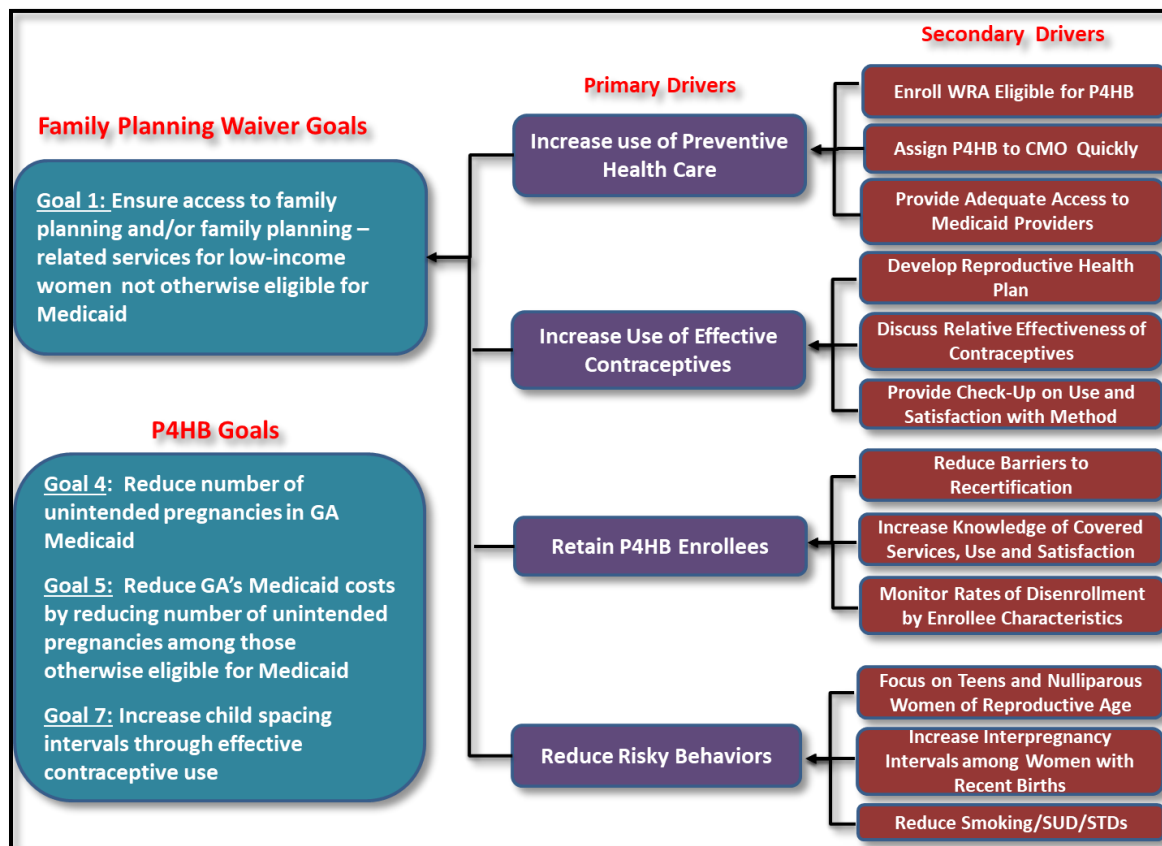 Family Planning Waiver Goals
Goal 1: Ensure access to family
planning and/or family planning –
related services for low-income
women not otherwise eligible for
Medicaid
P4HB Goals
Goal 4: Reduce number of
unintended pregnancies in GA
Medicaid
Goal 5: Reduce GA’s Medicaid costs
by reducing number of unintended
pregnancies among those
otherwise eligible for Medicaid
Goal 7: Increase child spacing
intervals through effective
contraceptive use
Primary Drivers
Increase use of Preventive
Health Care
Increase Use of Effective
Contraceptives
Retain P4HB Enrollees
Reduce Risky Behaviors
Secondary Drivers
Enroll WRA Eligible for P4HB
Assign P4HB to CMO Quickly
Provide Adequate Access to
Medicaid Providers
Develop Reproductive Health
Plan
Discuss Relative Effectiveness of
Contraceptives
Provide Check-Up on Use and
Satisfaction with Method
Reduce Barriers to
Recertification
Increase Knowledge of Covered
Services, Use and Satisfaction
Monitor Rates of Disenrollment
by Enrollee Characteristics
Focus on Teens and Nulliparous
Women of Reproductive Age
Increase Interpregnancy
Intervals among Women with
Recent Births
Reduce Smoking/SUD/STDs